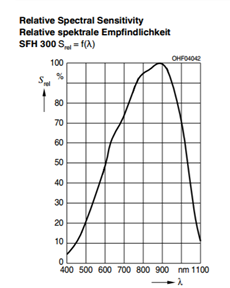 Relative Spectral Sensitivity
Relative spektrale Empfindlichkeit
SFH 300 Srel = f(λ)
OHF04042
100
Srel %
80
70
60
50
40
30
20
10
0
400 500 600 700 800 900 nm 1100
λ